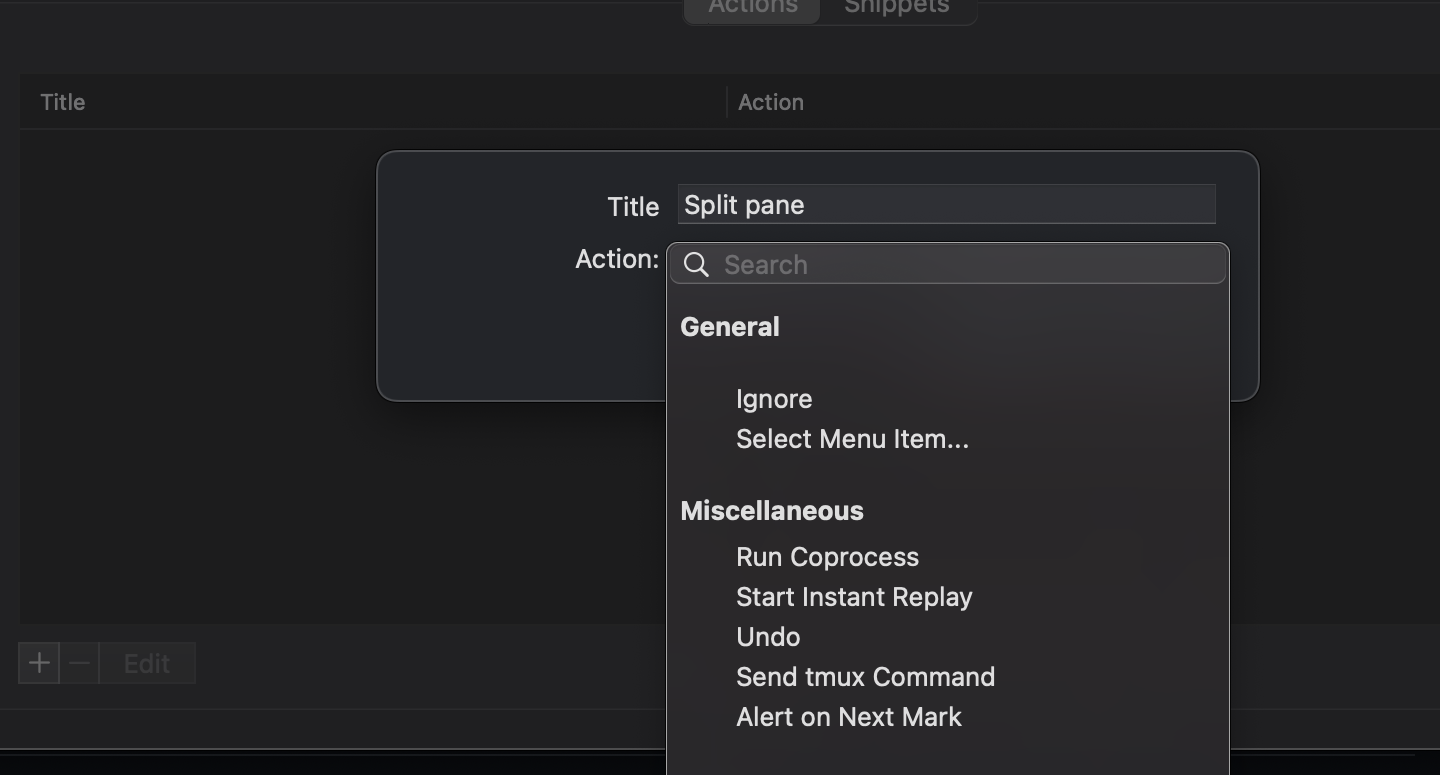 Actions Snippets
Title Action
Title Split pane
Action: Search
General
Ignore
Select Menu Item...
Miscellaneous
Run Coprocess
Start Instant Replay
Undo
Edit
Send tmux Command
Alert on Next Mark